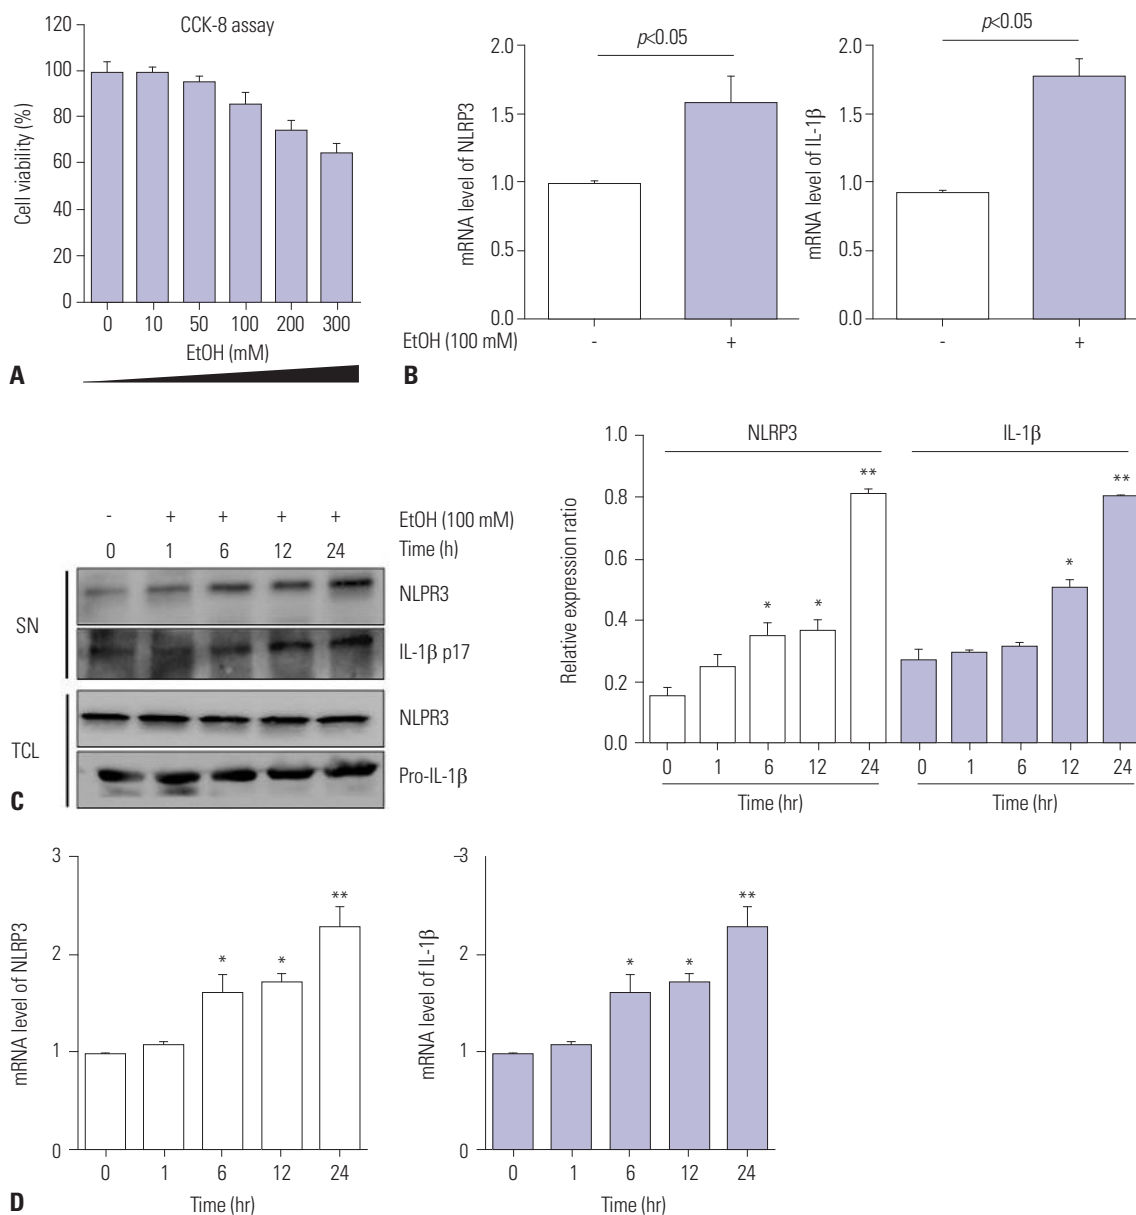 CCK-8 assay
120
100
80
60
40
20
0
Cell viability (%)
0 10 50 100 200 300
EtOH (mM)
A
p<0.05
2.0
1.5
1.0
0.5
0.0
mRNA level of NLRP3
EtOH (100 mM) - +
p<0.05
2.0
1.5
1.0
0.5
0.0
mRNA level of IL-1β
- +
B
- + + + + EtOH (100 mM)
0 1 6 12 24 Time (h)
SN
NLPR3
IL-1β p17
TCL
NLPR3
Pro-IL-1β
C
NLRP3 IL-1β
1.0
0.8
0.6
0.4
0.2
0.0
Relative expression ratio
* * **
* **
0 1 6 12 24 0 1 6 12 24
Time (hr) Time (hr)
3
2
1
0
mRNA level of NLRP3
* * **
0 1 6 12 24
Time (hr)
3
2
1
0
mRNA level of IL-1β
* * **
0 1 6 12 24
Time (hr)
D